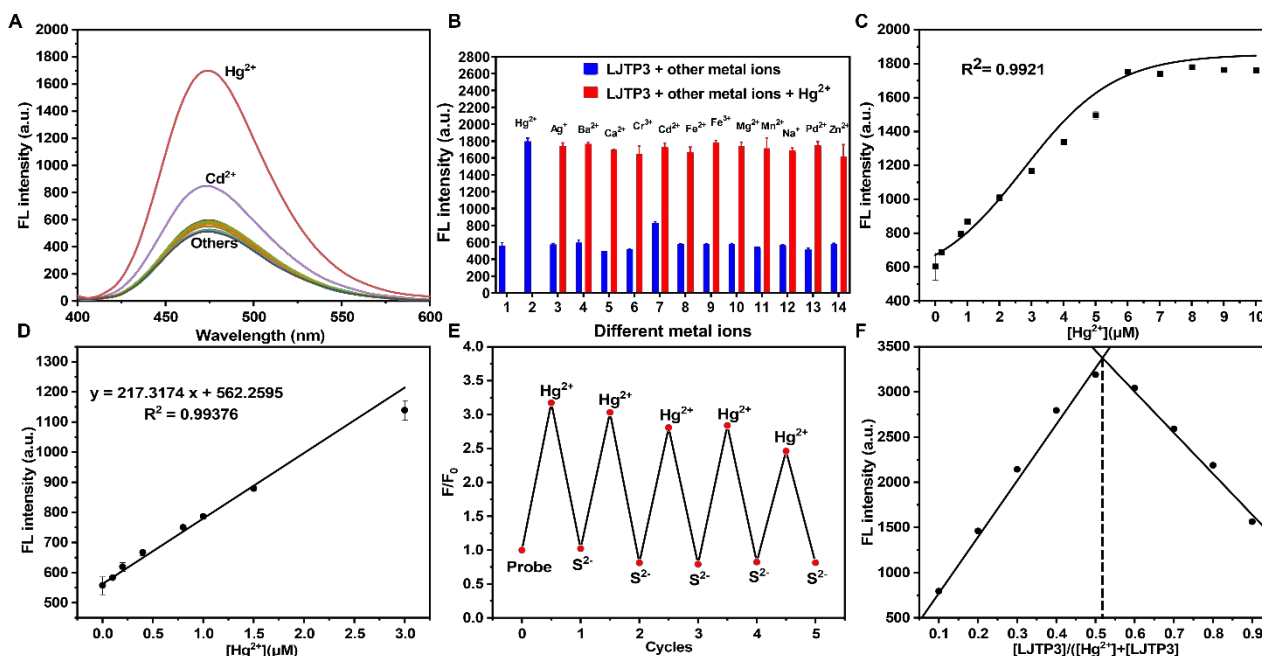 A
FL intensity (a.u.)
2000
1800
1600
1400
1200
1000
800
600
400
200
0
Hg²⁺
Cd²⁺
Others
400 450 500 550 600
Wavelength (nm)
B
FL intensity (a.u.)
2800
2600
2400
2200
2000
1800
1600
1400
1200
1000
800
600
400
200
0
LJTP3 + other metal ions
LJTP3 + other metal ions + Hg²⁺
Hg²⁺ Ag⁺ Ba²⁺ Ca²⁺ Cr³⁺ Cd²⁺ Fe²⁺ Fe³⁺ Mg²⁺ Mn²⁺ Na⁺ Pd²⁺ Zn²⁺
1 2 3 4 5 6 7 8 9 10 11 12 13 14
Different metal ions
C
FL intensity (a.u.)
2000
1800
1600
1400
1200
1000
800
600
400
R²= 0.9921
0 1 2 3 4 5 6 7 8 9 10
[Hg²⁺](μM)
D
FL intensity (a.u.)
1300
1200
1100
1000
900
800
700
600
500
y = 217.3174 x + 562.2595
R² = 0.99376
0.0 0.5 1.0 1.5 2.0 2.5 3.0
[Hg²⁺](μM)
E
F/F₀
4.0
3.5
3.0
2.5
2.0
1.5
1.0
0.5
0.0
Hg²⁺ Hg²⁺ Hg²⁺ Hg²⁺ Hg²⁺
Probe S²⁻ S²⁻ S²⁻ S²⁻ S²⁻
0 1 2 3 4 5
Cycles
F
FL intensity (a.u.)
3500
3000
2500
2000
1500
1000
500
0.1 0.2 0.3 0.4 0.5 0.6 0.7 0.8 0.9
[LJTP3]/([Hg²⁺]+[LJTP3]